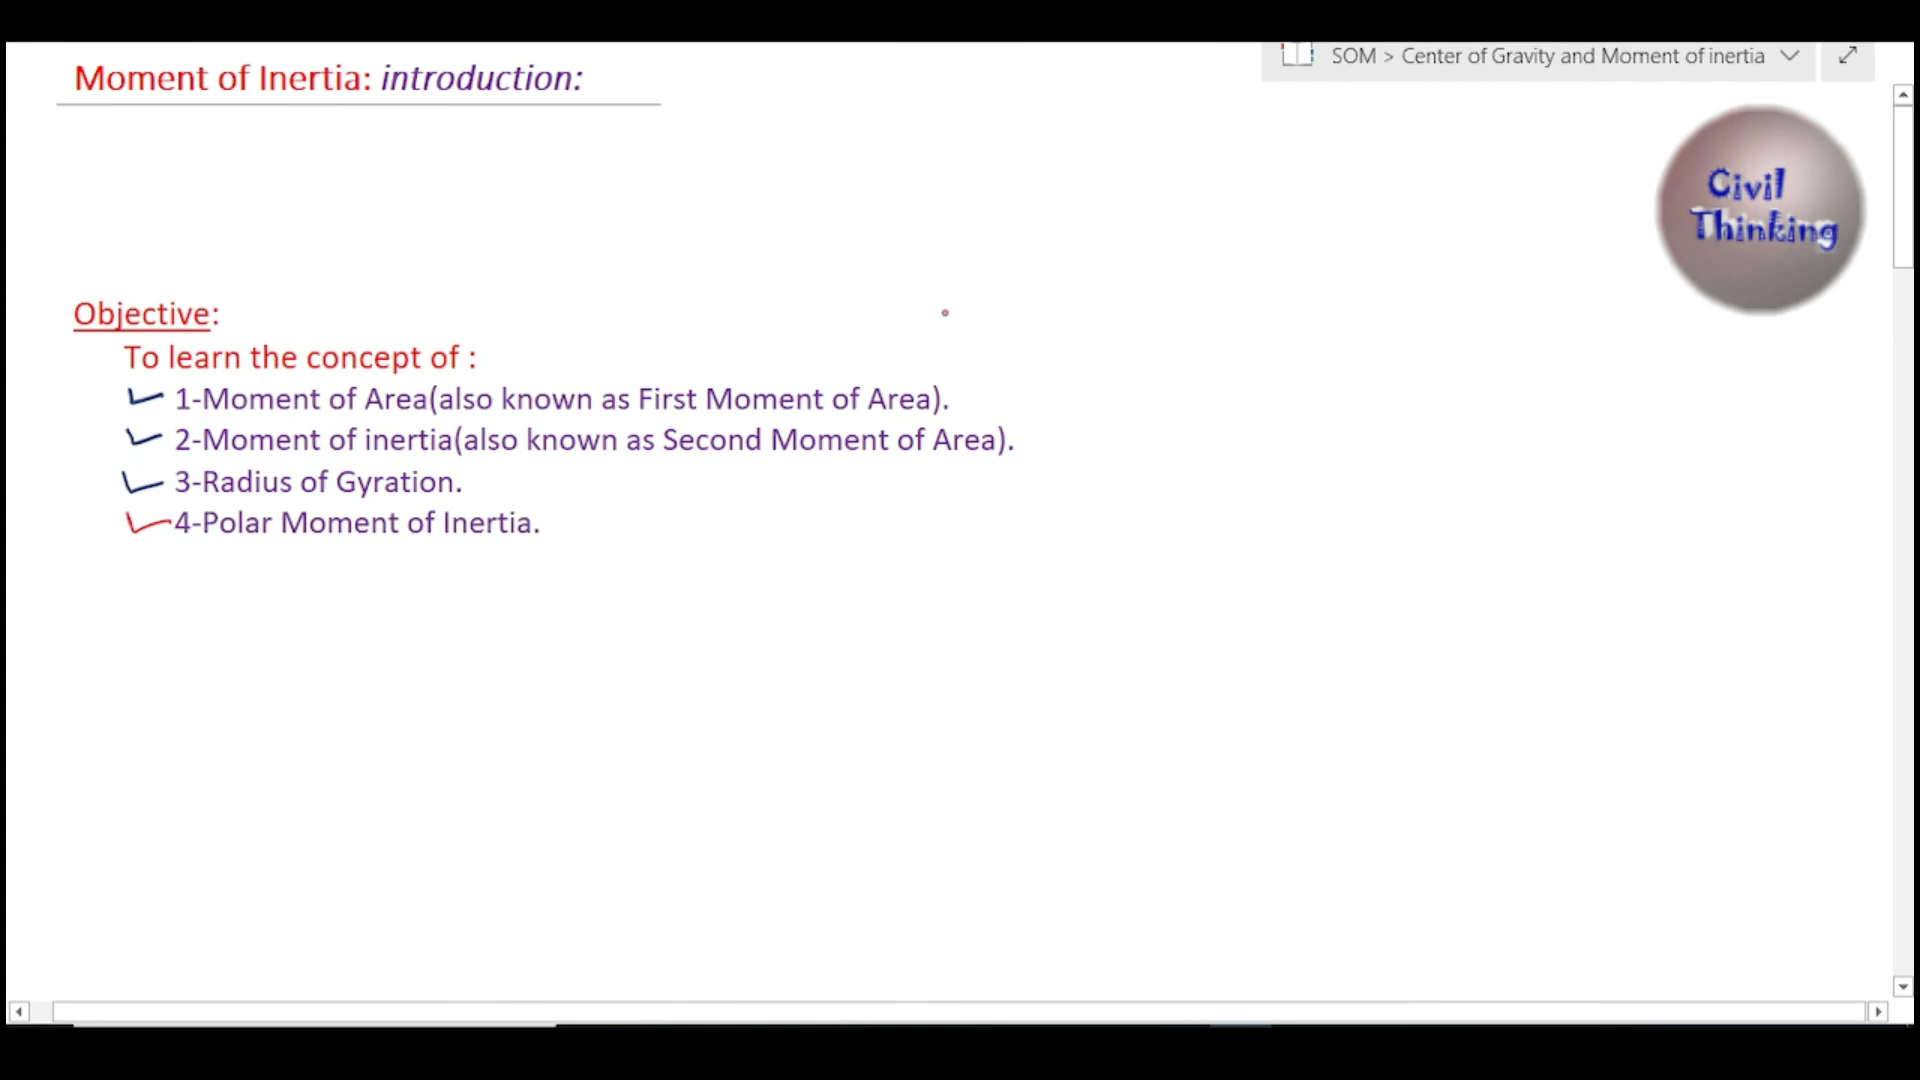 Moment of Inertia: introduction:
SOM > Center of Gravity and Moment of inertia
Civil
Thinking
Objective:
To learn the concept of :
1-Moment of Area(also known as First Moment of Area).
2-Moment of inertia(also known as Second Moment of Area).
3-Radius of Gyration.
4-Polar Moment of Inertia.